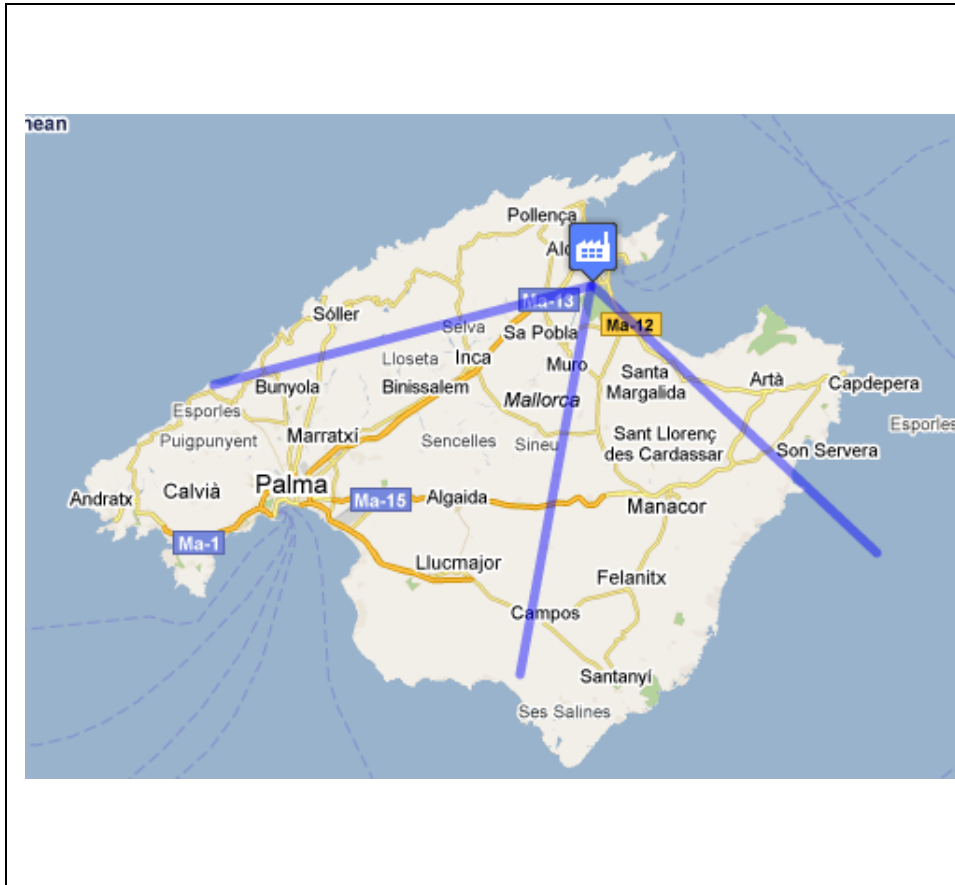 nean
Pollença
Alc
Ma-13
Ma-12
Sóller
Selva
Sa Pobla
Lloseta
Inca
Muro
Santa
Margalida
Artà
Capdepera
Bunyola
Binissalem
Mallorca
Esporles
Esporles
Puigpunyent
Marratxí
Sencelles
Sineu
Sant Llorenç
des Cardassar
Son Servera
Andratx
Calvià
Palma
Ma-15
Algaida
Manacor
Ma-1
Llucmajor
Felanitx
Campos
Santanyí
Ses Salines